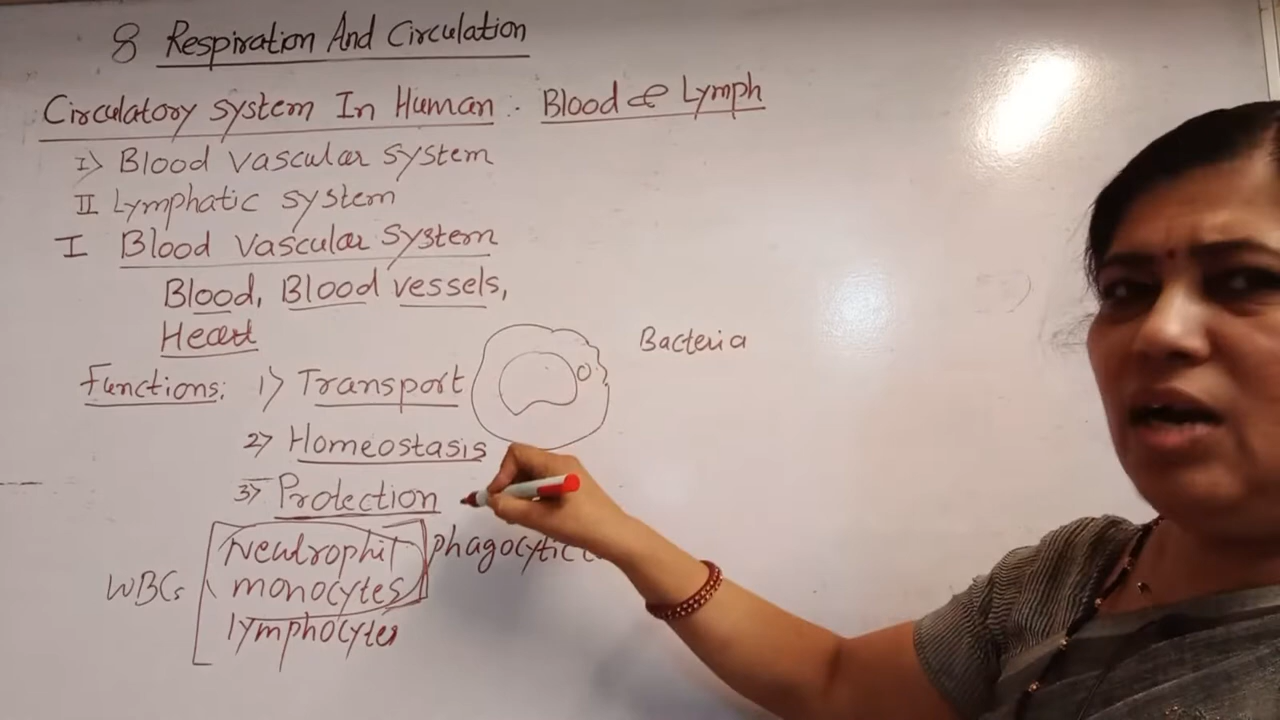 8 Respiration And Circulation
Circulatory System In Human . Blood & Lymph
I> Blood vascular system
II Lymphatic system
I Blood Vascular System
Blood, Blood vessels,
Heart
Bacteria
Functions: 1) Transport
2> Homeostasis
3> Protection
Neutrophil phagocytic
WBCs monocytes
lymphocytes